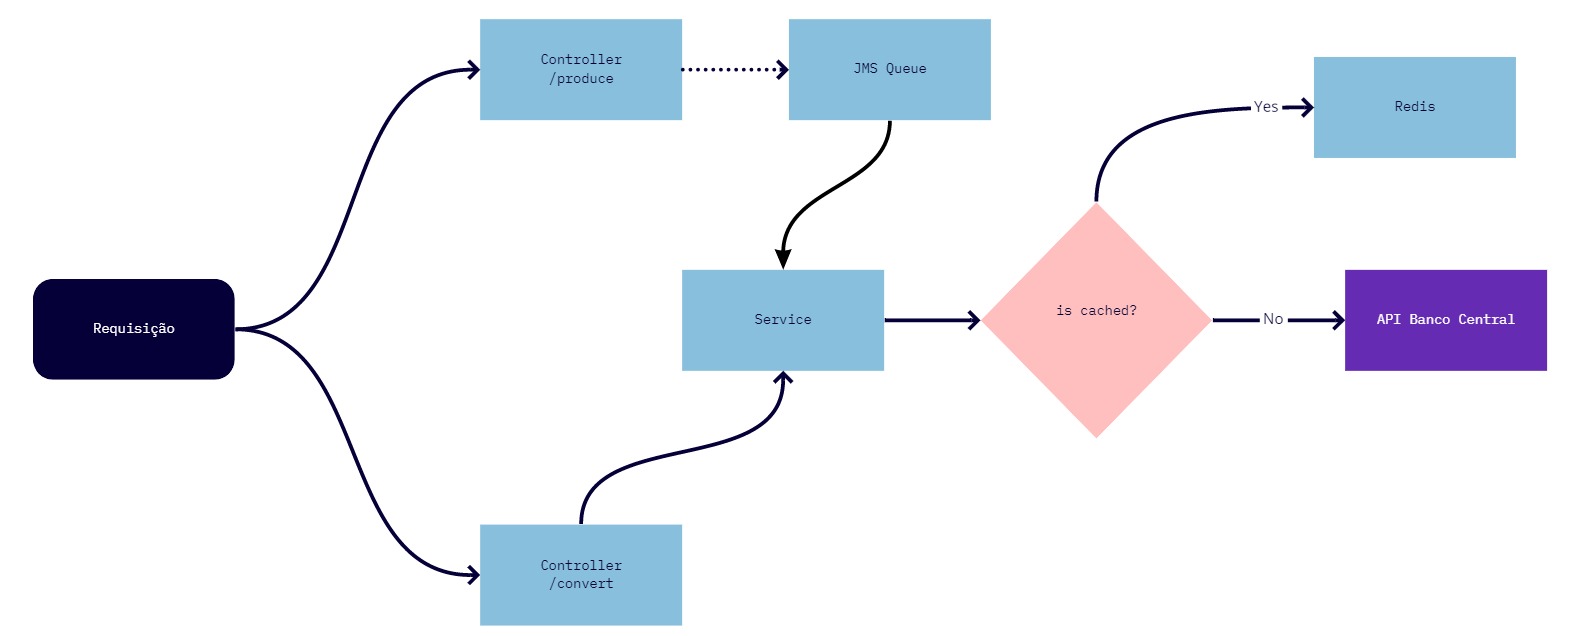 Controller
/produce
JMS Queue
Yes
Redis
Requisição
Service
is cached?
No
API Banco Central
Controller
/convert